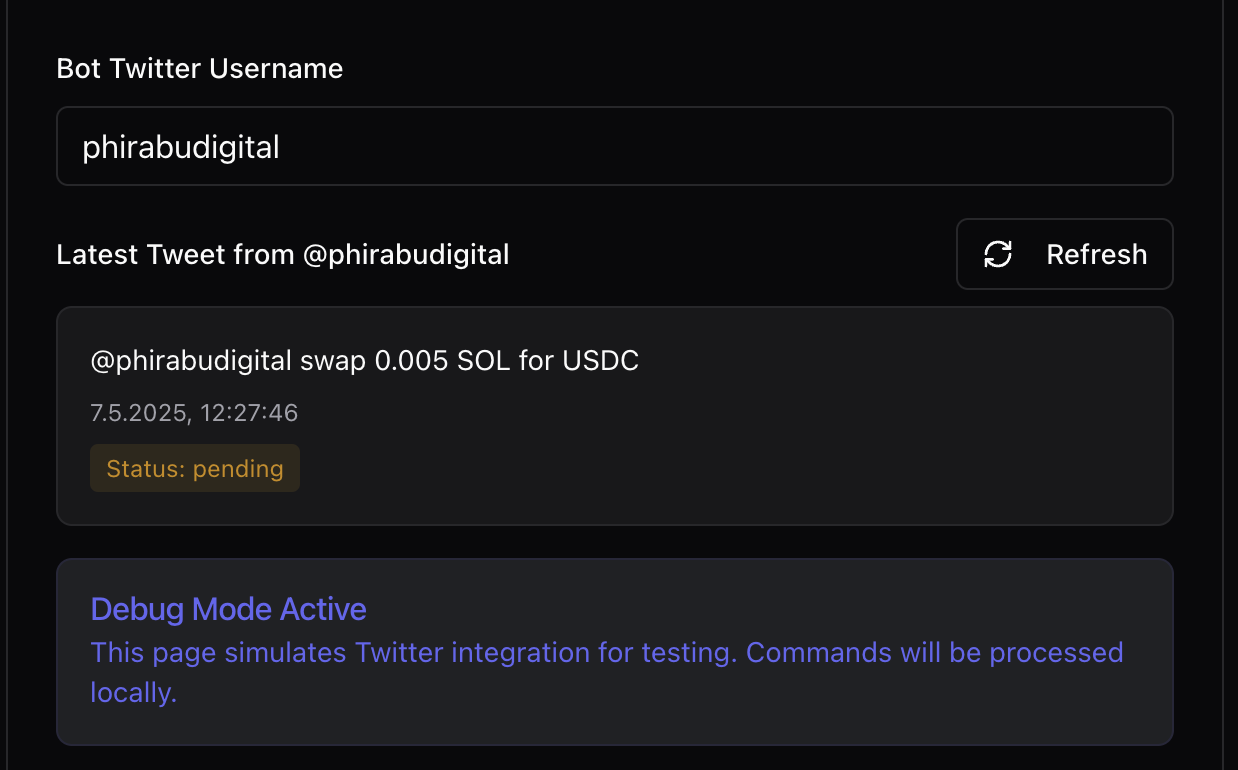 Bot Twitter Username
phirabudigital
Latest Tweet from @phirabudigital
Refresh
@phirabudigital swap 0.005 SOL for USDC
7.5.2025, 12:27:46
Status: pending
Debug Mode Active
This page simulates Twitter integration for testing. Commands will be processed
locally.